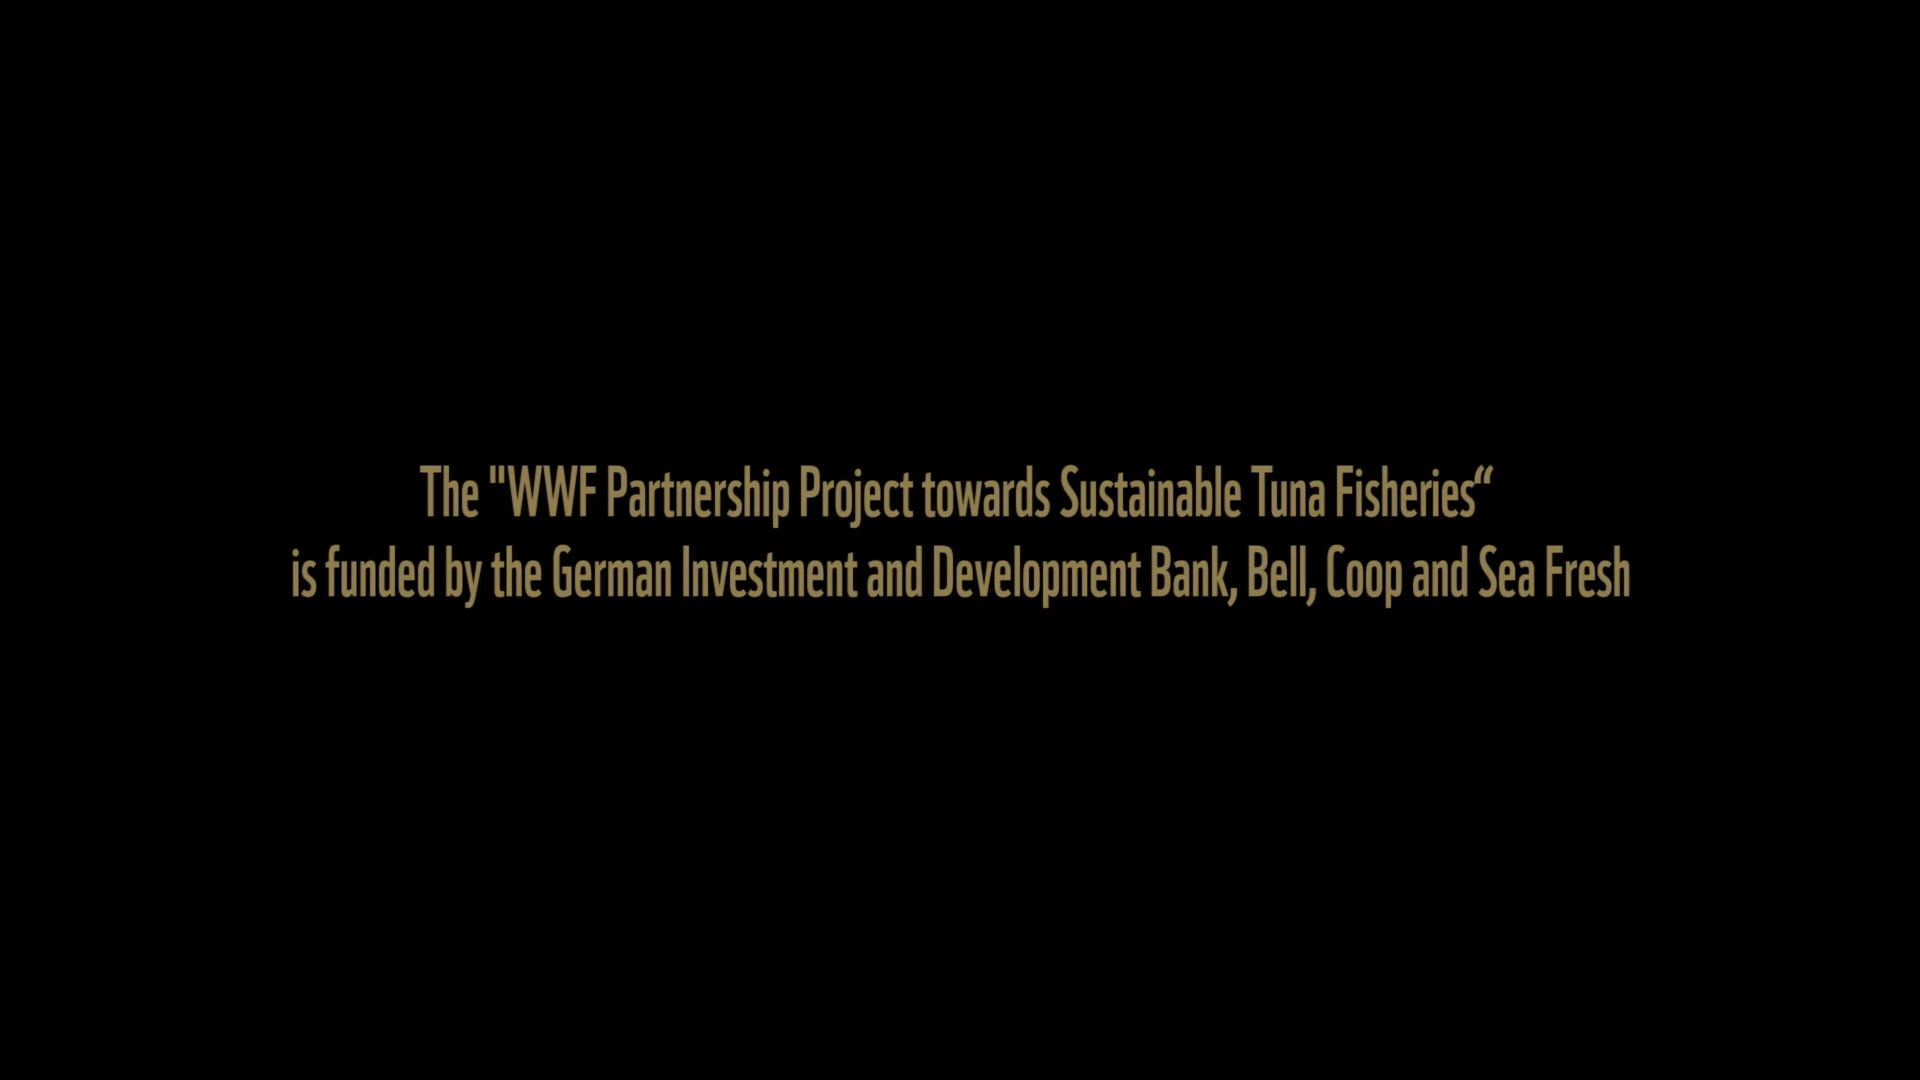 The "WWF Partnership Project towards Sustainable Tuna Fisheries“
is funded by the German Investment and Development Bank, Bell, Coop and Sea Fresh